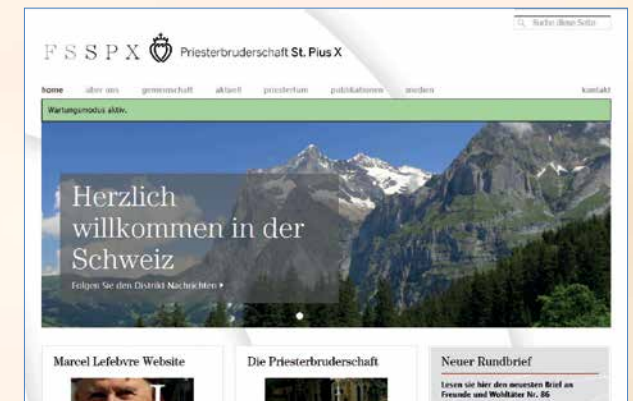 Suche diese Seite
FSSPX Priesterbruderschaft St. Pius X
home über uns gemeinschaft aktuell priestertum publikationen medien kontakt
Wartungsmodus aktiv.
Herzlich
willkommen in der
Schweiz
Folgen Sie den Distrikt-Nachrichten
Marcel Lefebvre Website
Die Priesterbruderschaft
Neuer Rundbrief
Lesen sie hier den neuesten Brief an
Freunde und Wohltäter Nr. 86